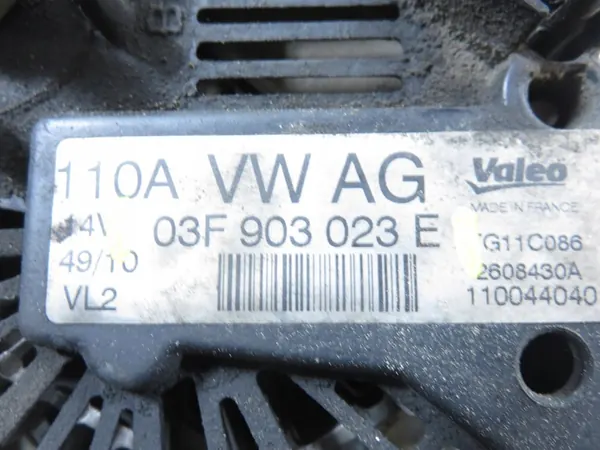 110A VW AG Valeo
14V 03F 903 023 E MADE IN FRANCE
49/10 TG11C086
VL2 2608430A
110044040
B